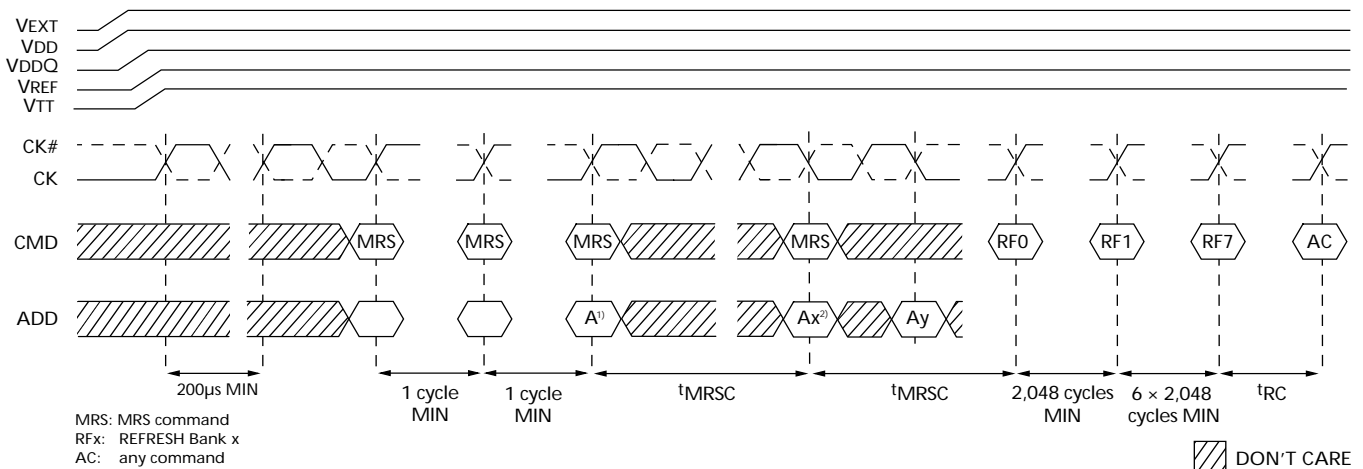 VEXT
VDD
VDDQ
VREF
VTT
CK#
CK
CMD MRS MRS MRS MRS RF0 RF1 RF7 AC
ADD A1) Ax2) Ay
200µs MIN
1 cycle MIN
1 cycle MIN
tMRSC
tMRSC
2,048 cycles MIN
6 × 2,048 cycles MIN
tRC
MRS: MRS command
RFx: REFRESH Bank x
AC: any command
DON'T CARE